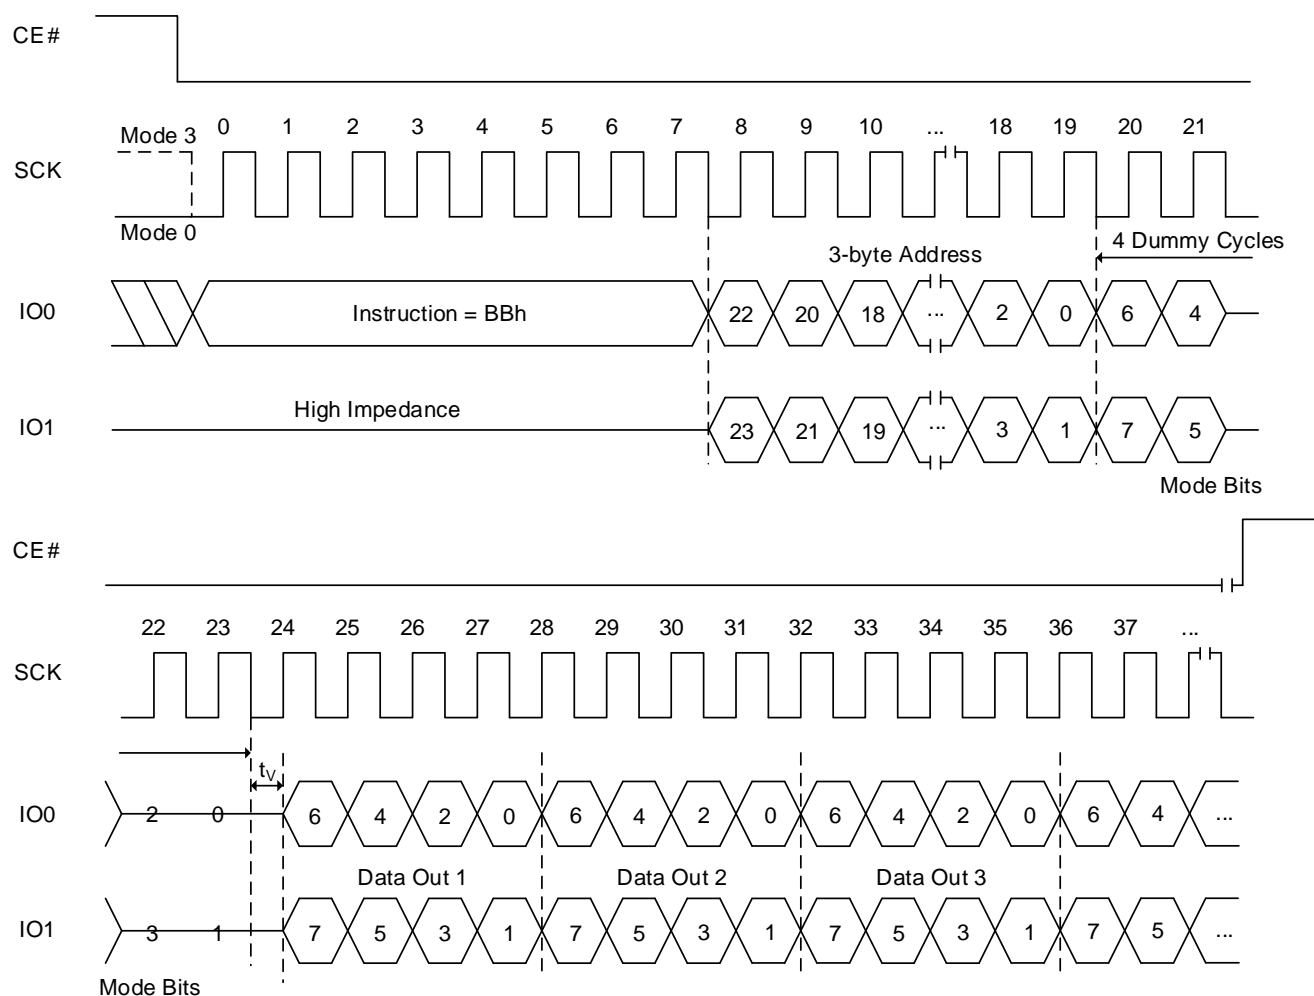 CE#
Mode 3
0 1 2 3 4 5 6 7 8 9 10 ... 18 19 20 21
SCK
Mode 0
3-byte Address
4 Dummy Cycles
IO0
Instruction = BBh
22 20 18 ... 2 0 6 4
High Impedance
IO1
23 21 19 ... 3 1 7 5
Mode Bits
CE#
22 23 24 25 26 27 28 29 30 31 32 33 34 35 36 37 ...
SCK
tV
IO0
2 0 6 4 2 0 6 4 2 0 6 4 2 0 6 4 ...
Data Out 1 Data Out 2 Data Out 3
IO1
3 1 7 5 3 1 7 5 3 1 7 5 3 1 7 5 ...
Mode Bits